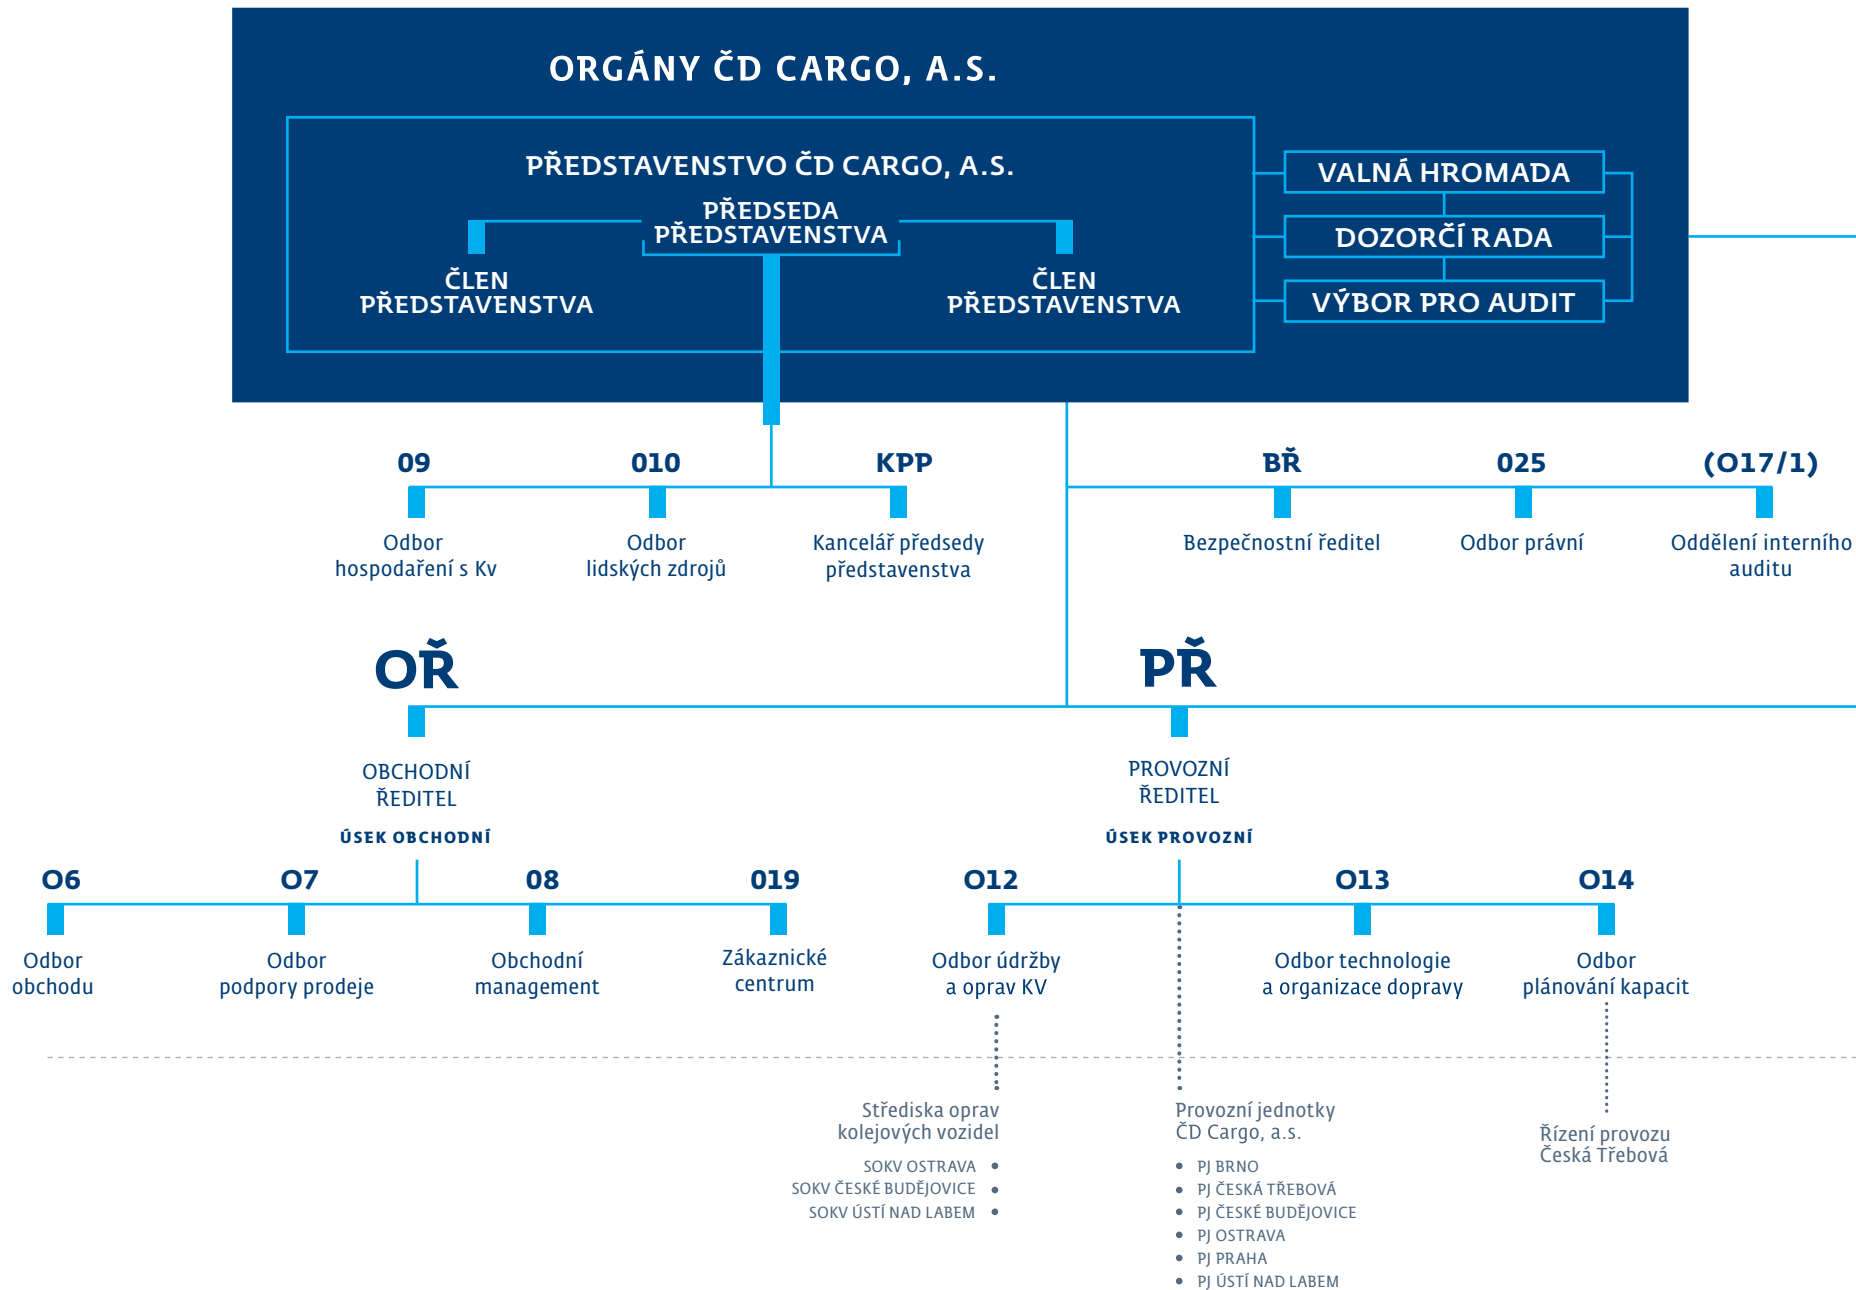 ORGÁNY ČD CARGO, A.S.
PŘEDSTAVENSTVO ČD CARGO, A.S.
PŘEDSEDA
PŘEDSTAVENSTVA
ČLEN
PŘEDSTAVENSTVA
ČLEN
PŘEDSTAVENSTVA
VALNÁ HROMADA
DOZORČÍ RADA
VÝBOR PRO AUDIT
09
Odbor
hospodaření s Kv
010
Odbor
lidských zdrojů
KPP
Kancelář předsedy
představenstva
BŘ
Bezpečnostní ředitel
025
Odbor právní
(O17/1)
Oddělení interního
auditu
OŘ
OBCHODNÍ
ŘEDITEL
ÚSEK OBCHODNÍ
PŘ
PROVOZNÍ
ŘEDITEL
ÚSEK PROVOZNÍ
O6
Odbor
obchodu
O7
Odbor
podpory prodeje
08
Obchodní
management
019
Zákaznické
centrum
O12
Odbor údržby
a oprav KV
O13
Odbor technologie
a organizace dopravy
O14
Odbor
plánování kapacit
Střediska oprav
kolejových vozidel
SOKV OSTRAVA •
SOKV ČESKÉ BUDĚJOVICE •
SOKV ÚSTÍ NAD LABEM •
Provozní jednotky
ČD Cargo, a.s.
• PJ BRNO
• PJ ČESKÁ TŘEBOVÁ
• PJ ČESKÉ BUDĚJOVICE
• PJ OSTRAVA
• PJ PRAHA
• PJ ÚSTÍ NAD LABEM
Řízení provozu
Česká Třebová